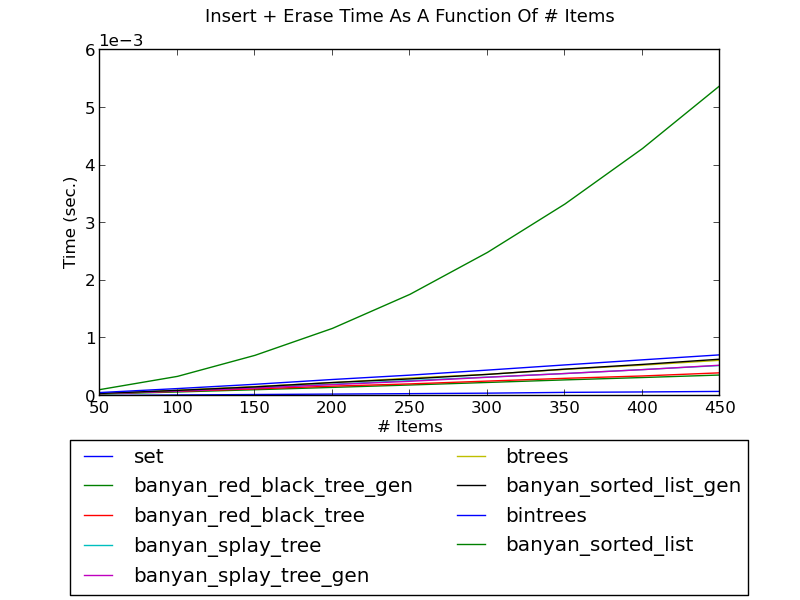 Insert + Erase Time As A Function Of # Items
1e−3
6
5
4
3
2
1
0
Time (sec.)
50 100 150 200 250 300 350 400 450
# Items
set
banyan_red_black_tree_gen
banyan_red_black_tree
banyan_splay_tree
banyan_splay_tree_gen
btrees
banyan_sorted_list_gen
bintrees
banyan_sorted_list